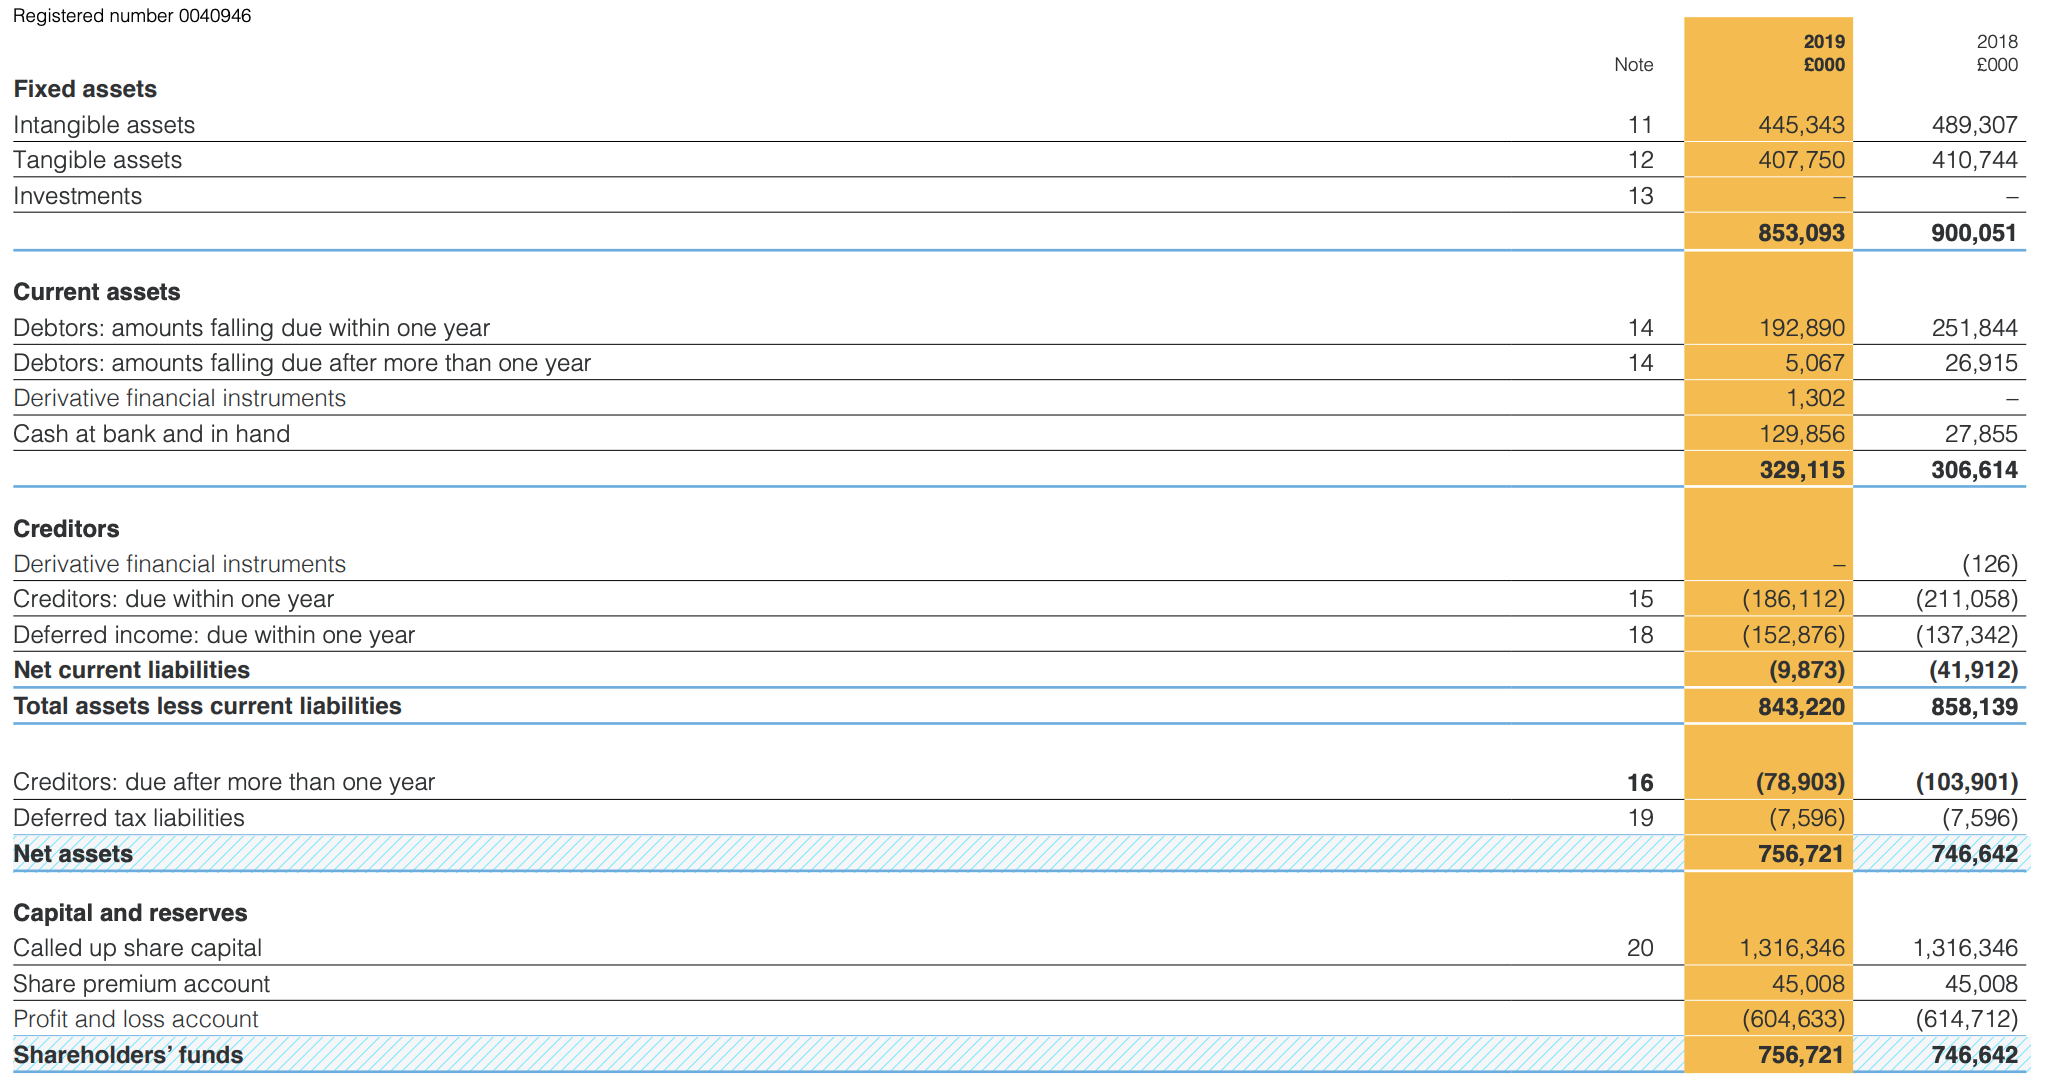 Registered number 0040946
2019 2018
Note £000 £000
Fixed assets
Intangible assets 11 445,343 489,307
Tangible assets 12 407,750 410,744
Investments 13 – –
853,093 900,051
Current assets
Debtors: amounts falling due within one year 14 192,890 251,844
Debtors: amounts falling due after more than one year 14 5,067 26,915
Derivative financial instruments 1,302 –
Cash at bank and in hand 129,856 27,855
329,115 306,614
Creditors
Derivative financial instruments – (126)
Creditors: due within one year 15 (186,112) (211,058)
Deferred income: due within one year 18 (152,876) (137,342)
Net current liabilities (9,873) (41,912)
Total assets less current liabilities 843,220 858,139
Creditors: due after more than one year 16 (78,903) (103,901)
Deferred tax liabilities 19 (7,596) (7,596)
Net assets 756,721 746,642
Capital and reserves
Called up share capital 20 1,316,346 1,316,346
Share premium account 45,008 45,008
Profit and loss account (604,633) (614,712)
Shareholders’ funds 756,721 746,642